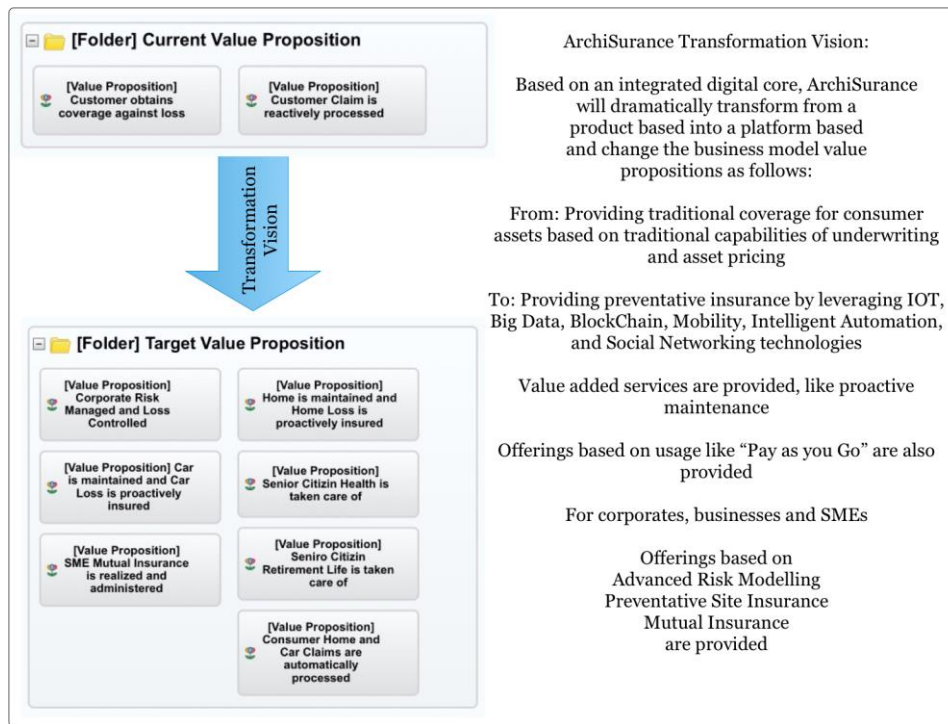 [Folder] Current Value Proposition
[Value Proposition]
Customer obtains
coverage against loss
[Value Proposition]
Customer Claim is
reactively processed
Transformation
Vision
[Folder] Target Value Proposition
[Value Proposition]
Corporate Risk
Managed and Loss
Controlled
[Value Proposition]
Home is maintained and
Home Loss is
proactively insured
[Value Proposition] Car
is maintained and Car
Loss is proactively
insured
[Value Proposition]
Senior Citizin Health is
taken care of
[Value Proposition]
SME Mutual Insurance
is realized and
administered
[Value Proposition]
Seniro Citizin
Retirement Life is taken
care of
[Value Proposition]
Consumer Home and
Car Claims are
automatically
processed
ArchiSurance Transformation Vision:
Based on an integrated digital core, ArchiSurance
will dramatically transform from a
product based into a platform based
and change the business model value
propositions as follows:
From: Providing traditional coverage for consumer
assets based on traditional capabilities of underwriting
and asset pricing
To: Providing preventative insurance by leveraging IOT,
Big Data, BlockChain, Mobility, Intelligent Automation,
and Social Networking technologies
Value added services are provided, like proactive
maintenance
Offerings based on usage like “Pay as you Go” are also
provided
For corporates, businesses and SMEs
Offerings based on
Advanced Risk Modelling
Preventative Site Insurance
Mutual Insurance
are provided